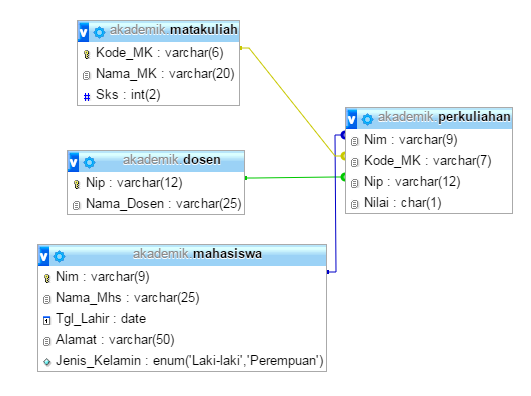 akademik.matakuliah
Kode_MK : varchar(6)
Nama_MK : varchar(20)
# Sks : int(2)
akademik.dosen
Nip : varchar(12)
Nama_Dosen : varchar(25)
akademik.mahasiswa
Nim : varchar(9)
Nama_Mhs : varchar(25)
Tgl_Lahir : date
Alamat : varchar(50)
Jenis_Kelamin : enum('Laki-laki','Perempuan')
akademik.perkuliahan
Nim : varchar(9)
Kode_MK : varchar(7)
Nip : varchar(12)
Nilai : char(1)